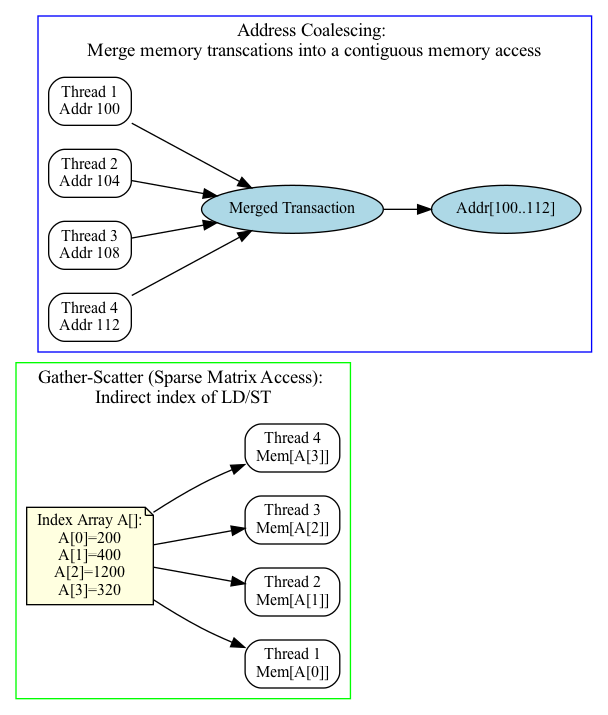 Address Coalescing:
Merge memory transcations into a contiguous memory access
Thread 1
Addr 100
Thread 2
Addr 104
Thread 3
Addr 108
Thread 4
Addr 112
Merged Transaction
Addr[100..112]
Gather-Scatter (Sparse Matrix Access):
Indirect index of LD/ST
Index Array A[]:
A[0]=200
A[1]=400
A[2]=1200
A[3]=320
Thread 4
Mem[A[3]]
Thread 3
Mem[A[2]]
Thread 2
Mem[A[1]]
Thread 1
Mem[A[0]]